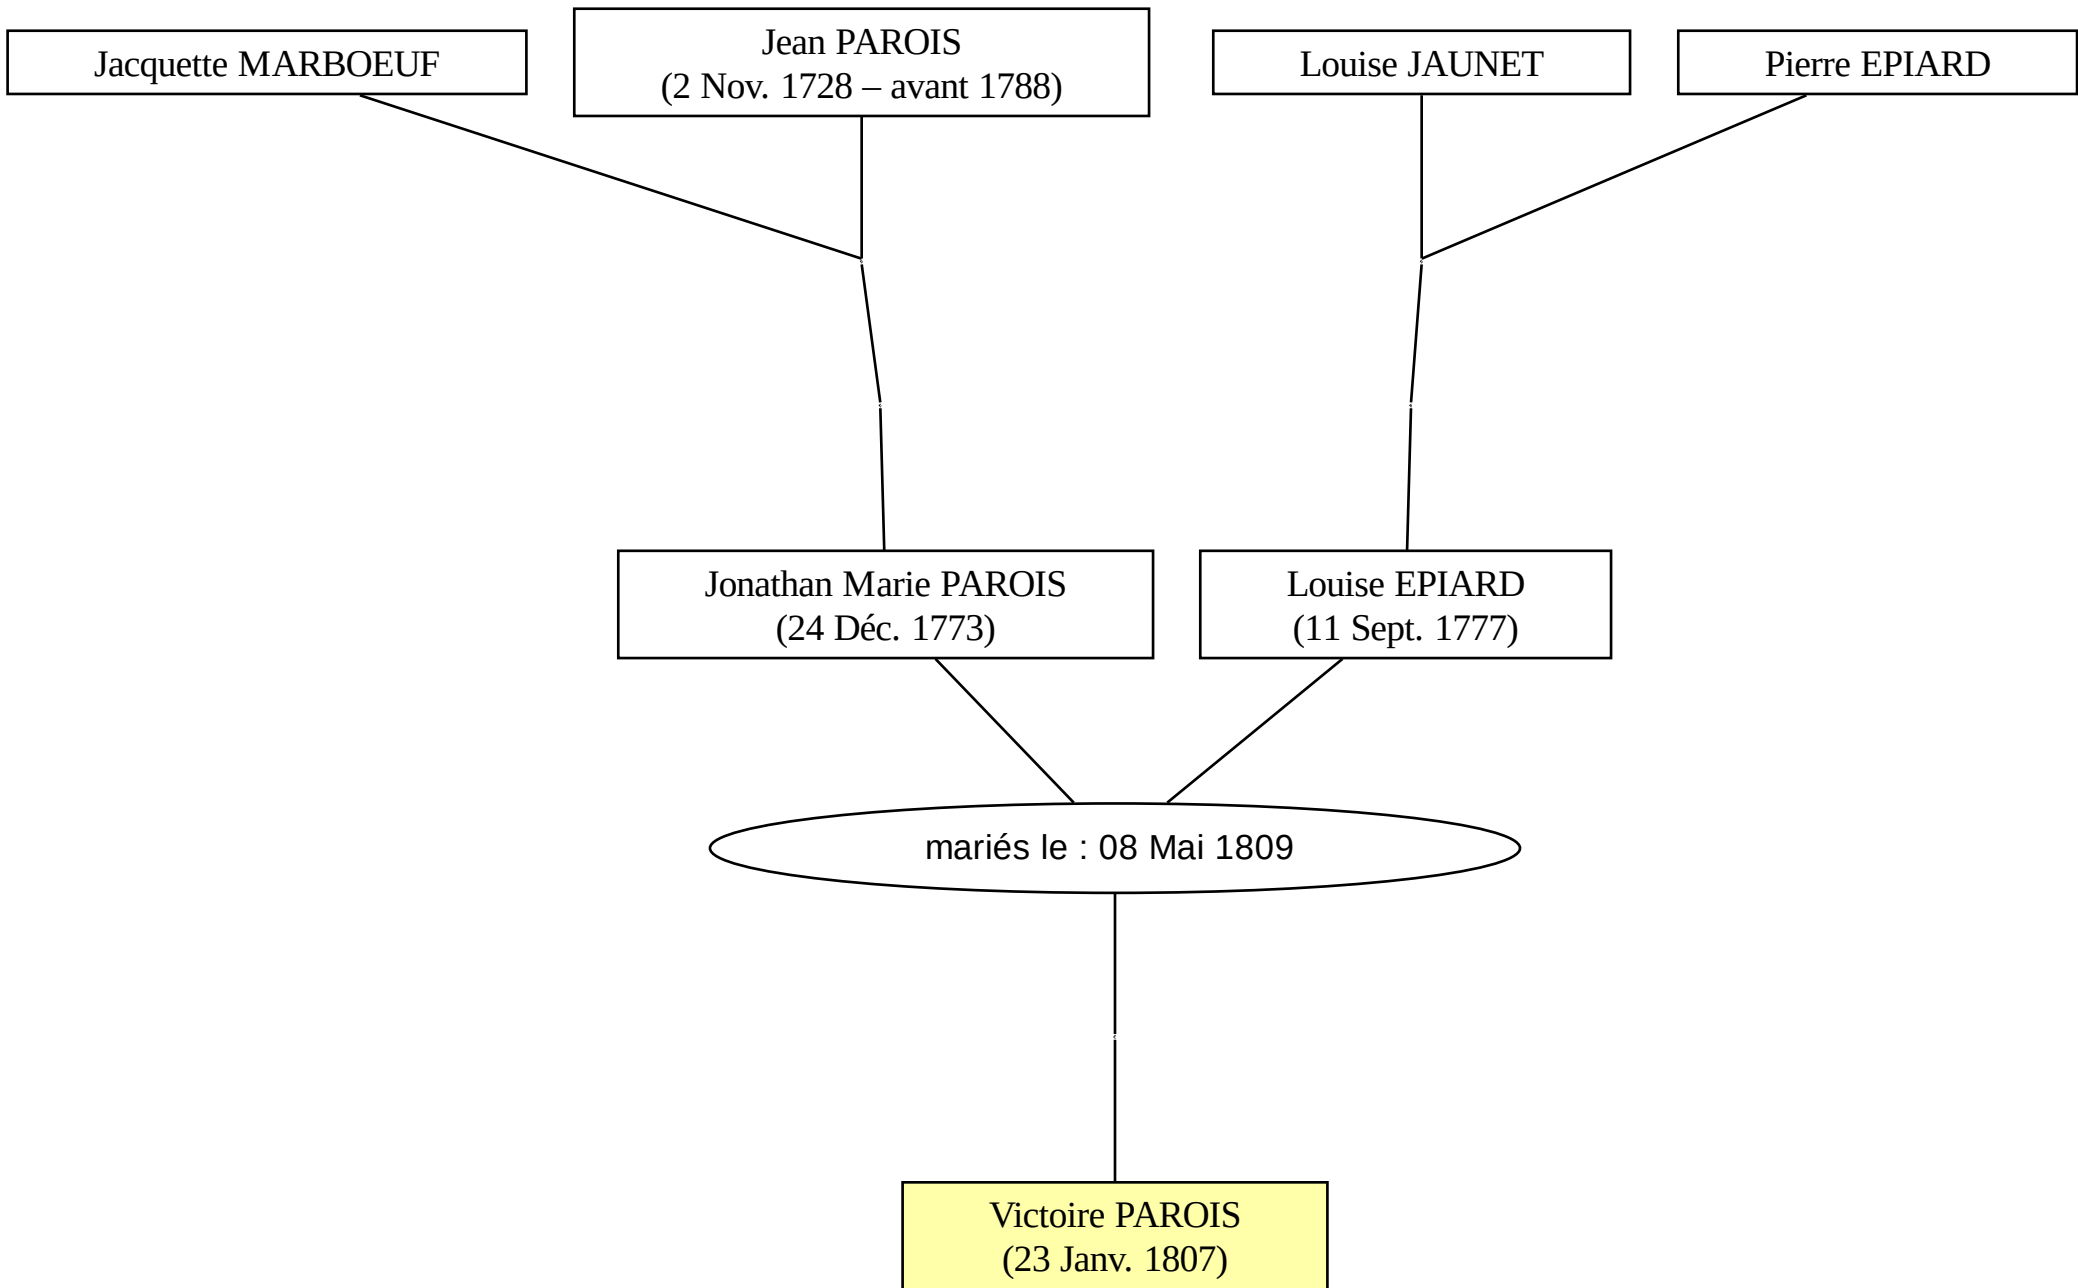 Jacquette MARBOEUF
Jean PAROIS
(2 Nov. 1728 – avant 1788)
Louise JAUNET
Pierre EPIARD
Jonathan Marie PAROIS
(24 Déc. 1773)
Louise EPIARD
(11 Sept. 1777)
mariés le : 08 Mai 1809
Victoire PAROIS
(23 Janv. 1807)